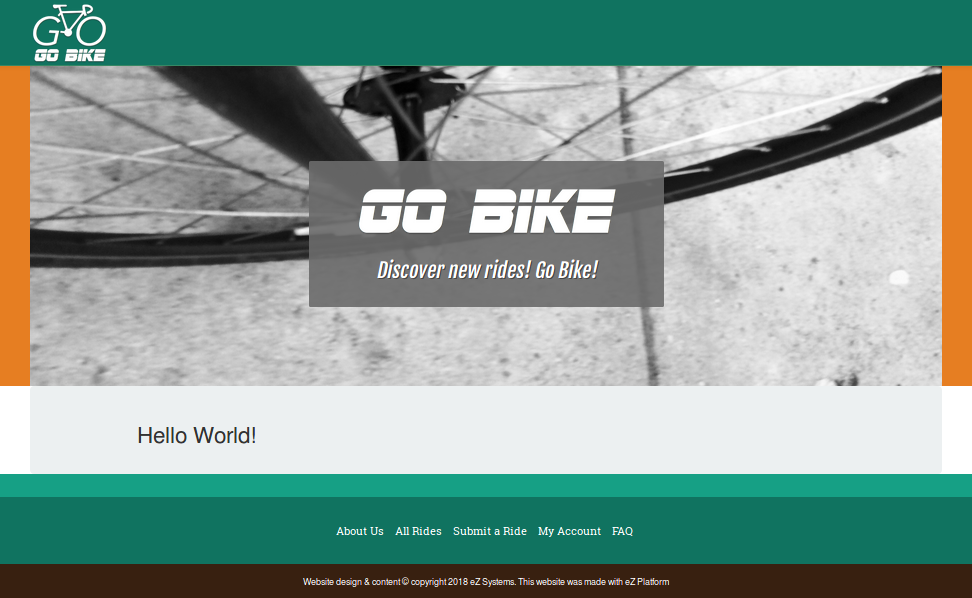 GO BIKE
GO BIKE
Discover new rides! Go Bike!
Hello World!
About Us All Rides Submit a Ride My Account FAQ
Website design & content © copyright 2018 eZ Systems. This website was made with eZ Platform